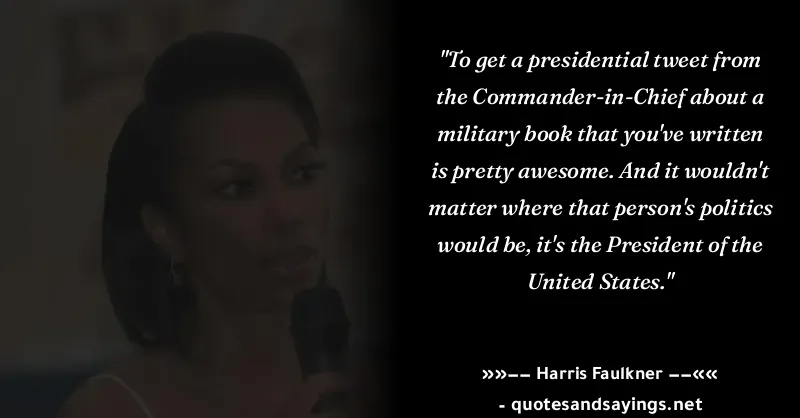 "To get a presidential tweet from
the Commander-in-Chief about a
military book that you've written
is pretty awesome. And it wouldn't
matter where that person's politics
would be, it's the President of the
United States."
»»–– Harris Faulkner ––««
- quotesandsayings.net